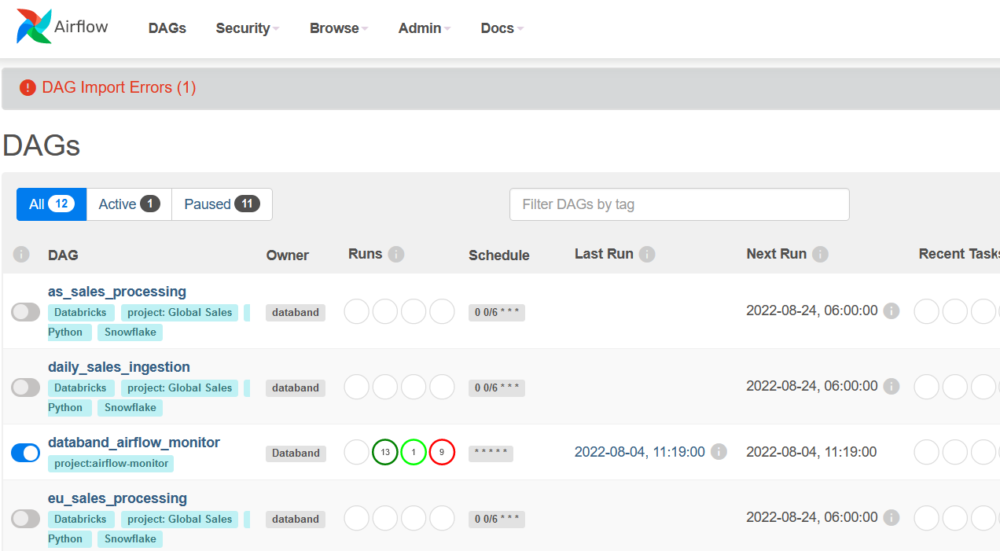 Airflow DAGs Security Browse Admin Docs
! DAG Import Errors (1)
DAGs
All 12 Active 1 Paused 11 Filter DAGs by tag
i DAG Owner Runs i Schedule Last Run i Next Run i Recent Tasks
as_sales_processing
Databricks project: Global Sales
Python Snowflake
databand 0 0/6 * * * 2022-08-24, 06:00:00 i
daily_sales_ingestion
Databricks project: Global Sales
Python Snowflake
databand 0 0/6 * * * 2022-08-24, 06:00:00 i
databand_airflow_monitor
project:airflow-monitor
Databand 13 1 9 * * * * * 2022-08-04, 11:19:00 i 2022-08-04, 11:19:00
eu_sales_processing
Databricks project: Global Sales
Python Snowflake
databand 0 0/6 * * * 2022-08-24, 06:00:00 i